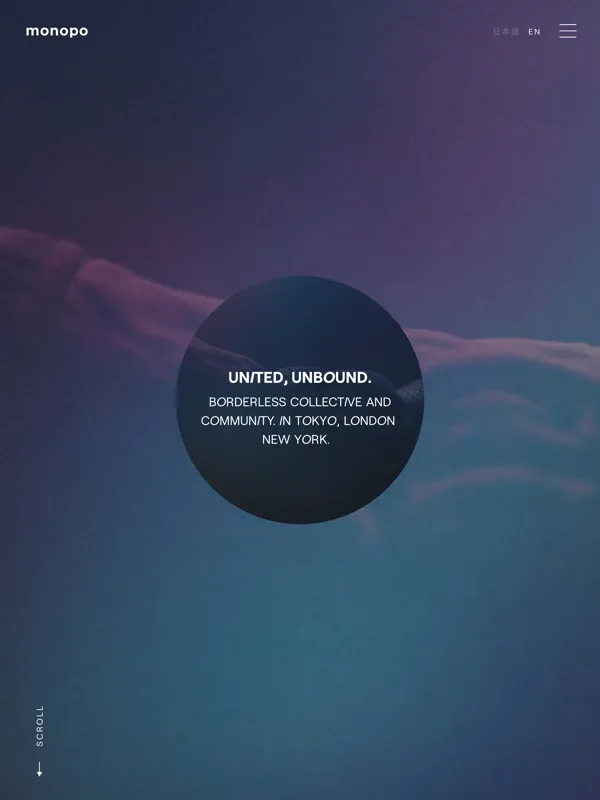 monopo
日本語 EN
UNITED, UNBOUND.
BORDERLESS COLLECTIVE AND
COMMUNITY. IN TOKYO, LONDON
NEW YORK.
SCROLL